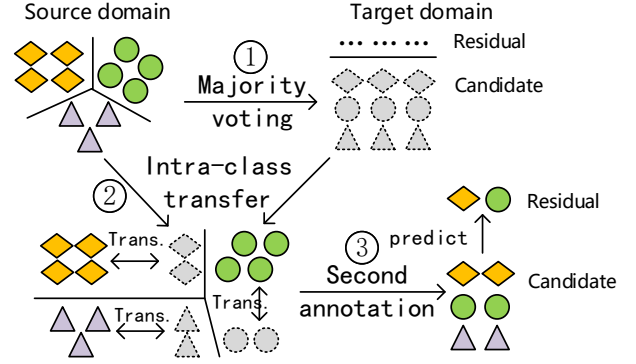 Source domain
Target domain
... ... ...
Residual
①
Majority
voting
Candidate
②
Intra-class
transfer
Trans.
Trans.
Trans.
③
Second
annotation
predict
Residual
Candidate